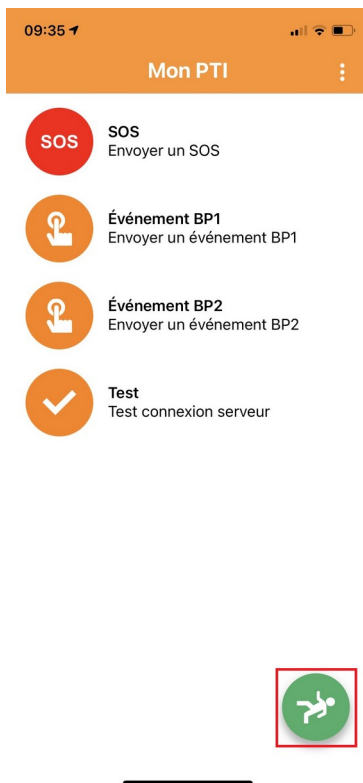 09:35
Mon PTI
SOS
SOS
Envoyer un SOS
Événement BP1
Envoyer un événement BP1
Événement BP2
Envoyer un événement BP2
Test
Test connexion serveur